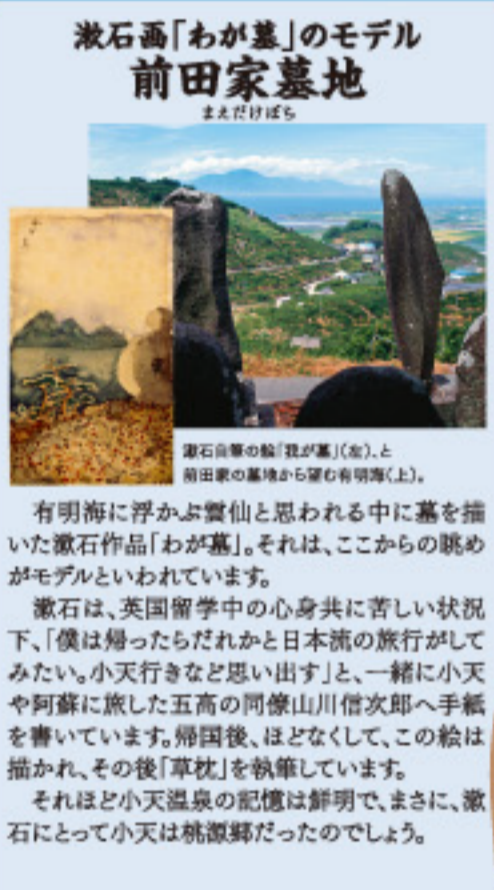 漱石画「わが墓」のモデル
前田家墓地
まえだけぼち
漱石自筆の絵「我が墓」(左)、と
前田家の墓地から望む有明海(上)。
有明海に浮かぶ雲仙と思われる中に墓を描
いた漱石作品「わが墓」。それは、ここからの眺め
がモデルといわれています。
漱石は、英国留学中の心身共に苦しい状況
下、「僕は帰ったらだれかと日本流の旅行がして
みたい。小天行きなど思い出す」と、一緒に小天
や阿蘇に旅した五高の同僚山川信次郎へ手紙
を書いています。帰国後、ほどなくして、この絵は
描かれ、その後「草枕」を執筆しています。
それほど小天温泉の記憶は鮮明で、まさに、漱
石にとって小天は桃源郷だったのでしょう。